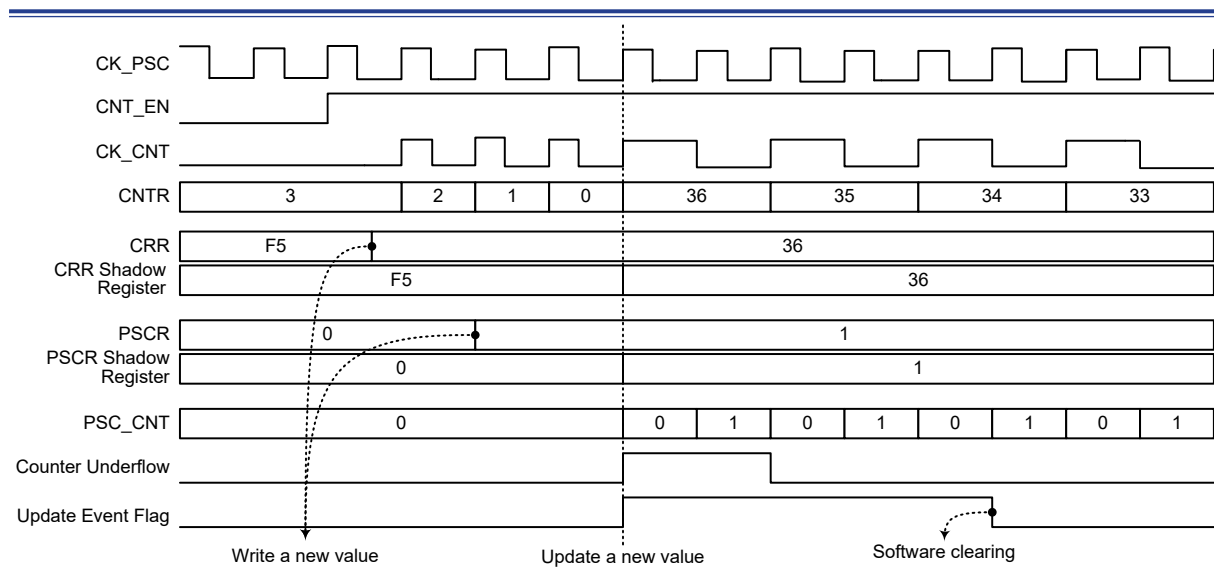 CK_PSC
CNT_EN
CK_CNT
CNTR 3 2 1 0 36 35 34 33
CRR F5 36
CRR Shadow
Register F5 36
PSCR 0 1
PSCR Shadow
Register 0 1
PSC_CNT 0 0 1 0 1 0 1 0 1
Counter Underflow
Update Event Flag
Write a new value Update a new value Software clearing